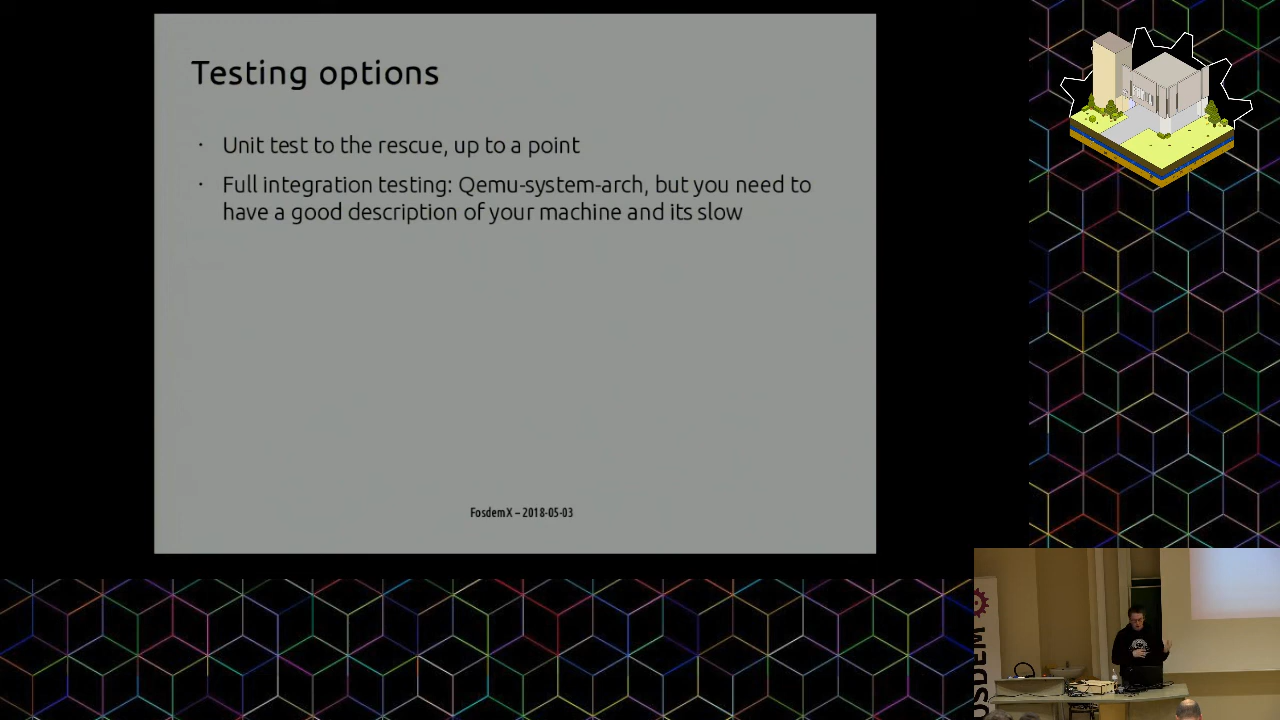 Testing options
· Unit test to the rescue, up to a point
· Full integration testing: Qemu-system-arch, but you need to
have a good description of your machine and its slow
FosdemX – 2018-05-03
OSDEM